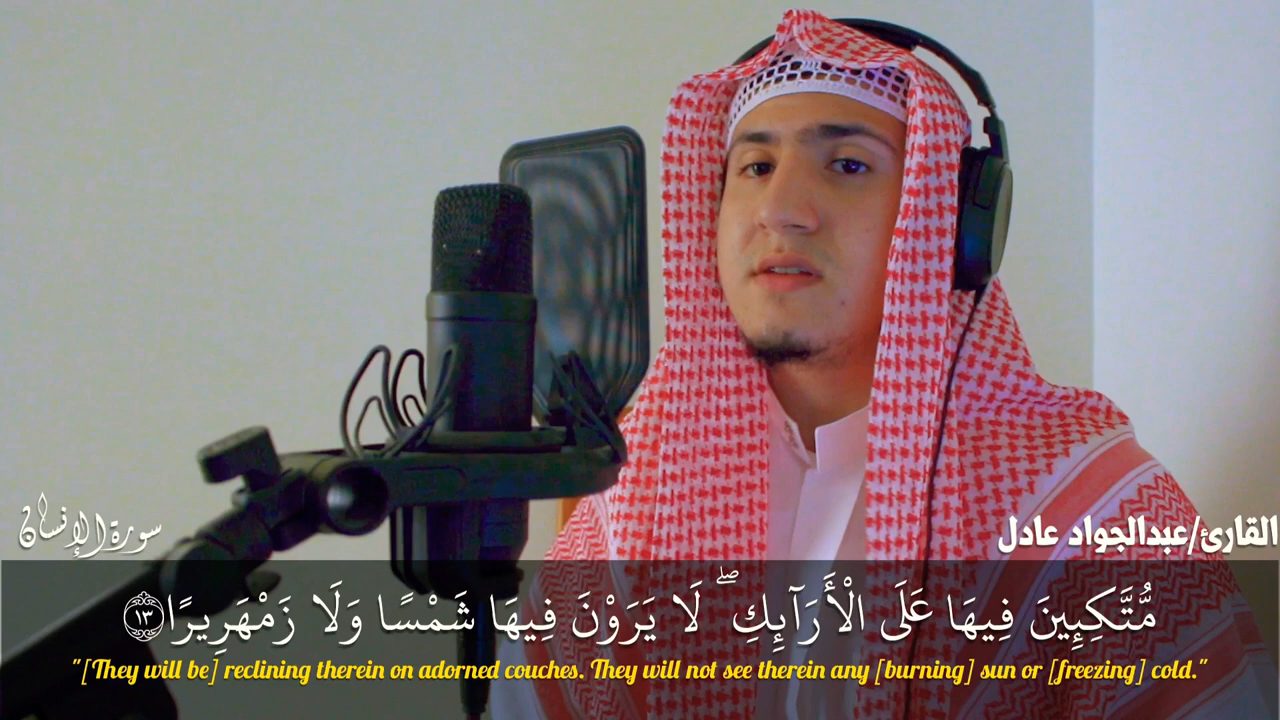 سورة الإنسان
القارئ/عبدالجواد عادل
مُّتَّكِـِٔينَ فِيهَا عَلَى الْأَرَآئِكِ ۖ لَا يَرَوْنَ فِيهَا شَمْسًا وَلَا زَمْهَرِيرًا ١٣
"[They will be] reclining therein on adorned couches. They will not see therein any [burning] sun or [freezing] cold."